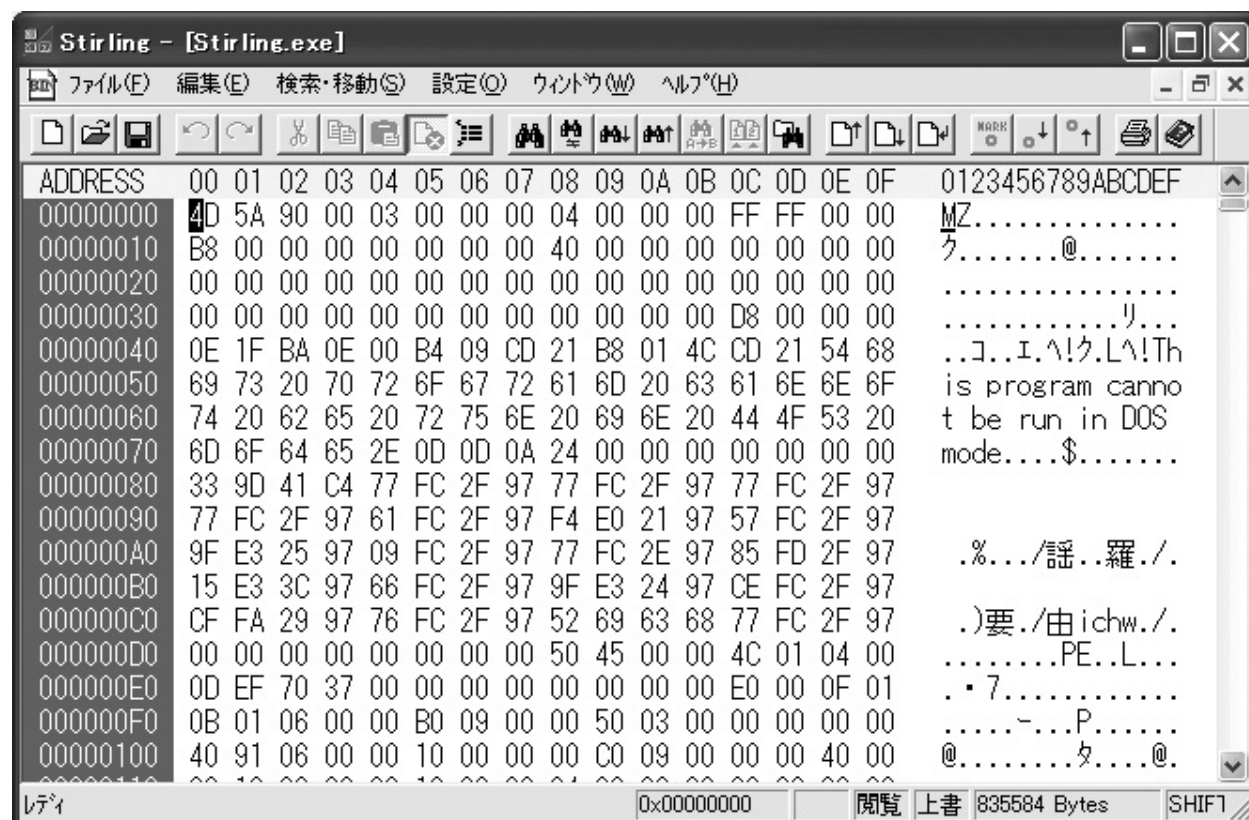 Stirling - [Stirling.exe]
ファイル(F) 編集(E) 検索・移動(S) 設定(O) ウィンドウ(W) ヘルプ(H)
MARK
A→B
ADDRESS 00 01 02 03 04 05 06 07 08 09 0A 0B 0C 0D 0E 0F 0123456789ABCDEF
00000000 4D 5A 90 00 03 00 00 00 04 00 00 00 FF FF 00 00 MZ..............
00000010 B8 00 00 00 00 00 00 00 40 00 00 00 00 00 00 00 ク.......@.......
00000020 00 00 00 00 00 00 00 00 00 00 00 00 00 00 00 00 ................
00000030 00 00 00 00 00 00 00 00 00 00 00 00 D8 00 00 00 ............リ...
00000040 0E 1F BA 0E 00 B4 09 CD 21 B8 01 4C CD 21 54 68 ..コ..エ.ヘ!ク.Lヘ!Th
00000050 69 73 20 70 72 6F 67 72 61 6D 20 63 61 6E 6E 6F is program canno
00000060 74 20 62 65 20 72 75 6E 20 69 6E 20 44 4F 53 20 t be run in DOS
00000070 6D 6F 64 65 2E 0D 0D 0A 24 00 00 00 00 00 00 00 mode....$.......
00000080 33 9D 41 C4 77 FC 2F 97 77 FC 2F 97 77 FC 2F 97
00000090 77 FC 2F 97 61 FC 2F 97 F4 E0 21 97 57 FC 2F 97
000000A0 9F E3 25 97 09 FC 2F 97 77 FC 2E 97 85 FD 2F 97 .%.../謡..羅./.
000000B0 15 E3 3C 97 66 FC 2F 97 9F E3 24 97 CE FC 2F 97
000000C0 CF FA 29 97 76 FC 2F 97 52 69 63 68 77 FC 2F 97 .)要./由ichw./.
000000D0 00 00 00 00 00 00 00 00 50 45 00 00 4C 01 04 00 ........PE..L...
000000E0 0D EF 70 37 00 00 00 00 00 00 00 00 E0 00 0F 01 .・7............
000000F0 0B 01 06 00 00 B0 09 00 00 50 03 00 00 00 00 00 .....ー...P......
00000100 40 91 06 00 00 10 00 00 00 C0 09 00 00 00 40 00 @........タ....@.
レディ 0x00000000 閲覧 上書 835584 Bytes SHIFT